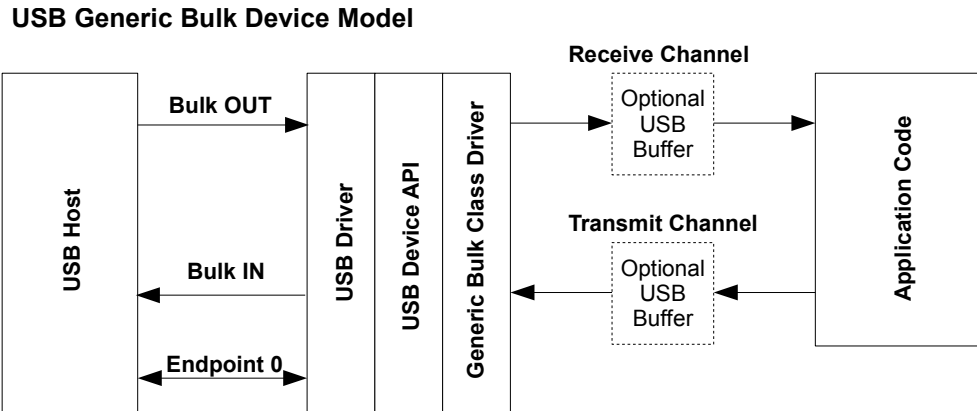 USB Generic Bulk Device Model
Receive Channel
Bulk OUT
Optional
USB
Buffer
USB Host
USB Driver
USB Device API
Generic Bulk Class Driver
Application Code
Transmit Channel
Bulk IN
Optional
USB
Buffer
Endpoint 0